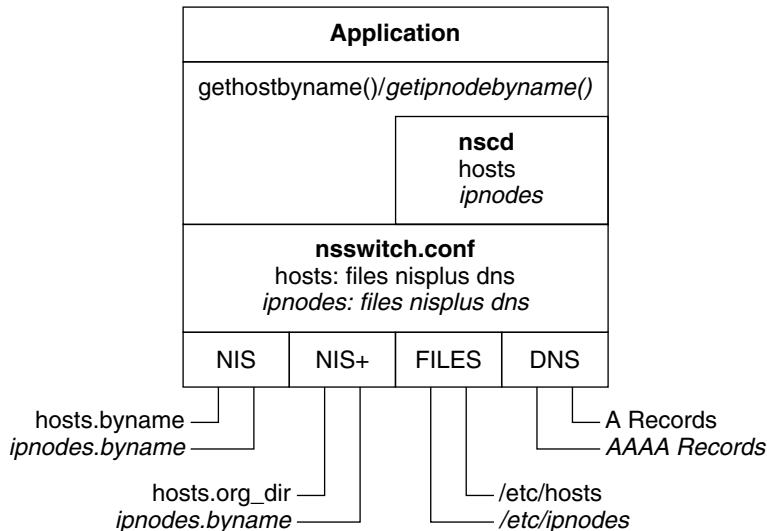 Application
gethostbyname()/getipnodebyname()
nscd
hosts
ipnodes
nsswitch.conf
hosts: files nisplus dns
ipnodes: files nisplus dns
NIS
NIS+
FILES
DNS
hosts.byname
ipnodes.byname
A Records
AAAA Records
hosts.org_dir
ipnodes.byname
/etc/hosts
/etc/ipnodes